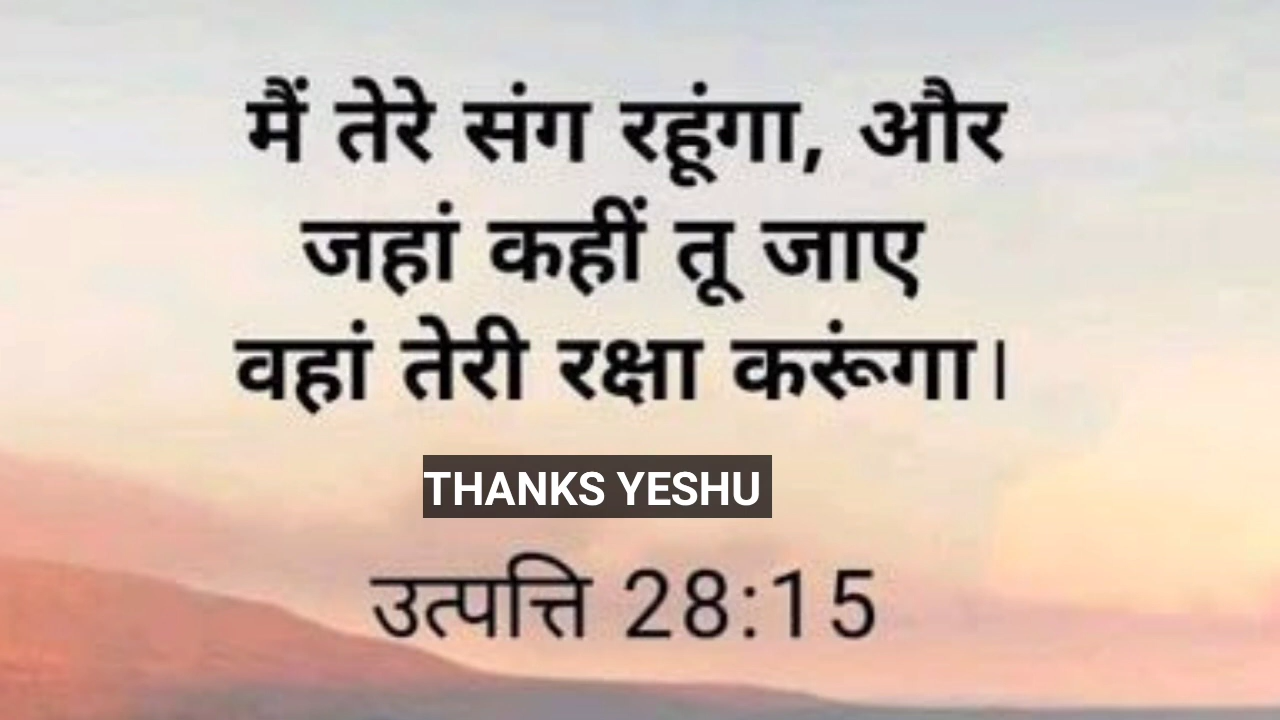 मैं तेरे संग रहूंगा, और
जहां कहीं तू जाए
वहां तेरी रक्षा करूंगा।
THANKS YESHU
उत्पत्ति 28:15